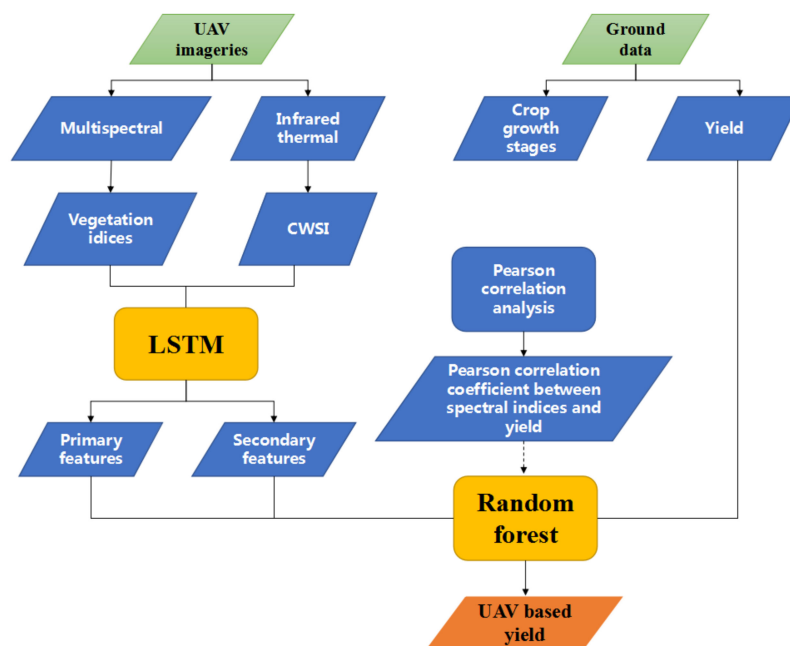 UAV
imageries
Ground
data
Multispectral
Infrared
thermal
Crop
growth
stages
Yield
Vegetation
idices
CWSI
Pearson
correlation
analysis
LSTM
Pearson correlation
coefficient between
spectral indices and
yield
Primary
features
Secondary
features
Random
forest
UAV based
yield